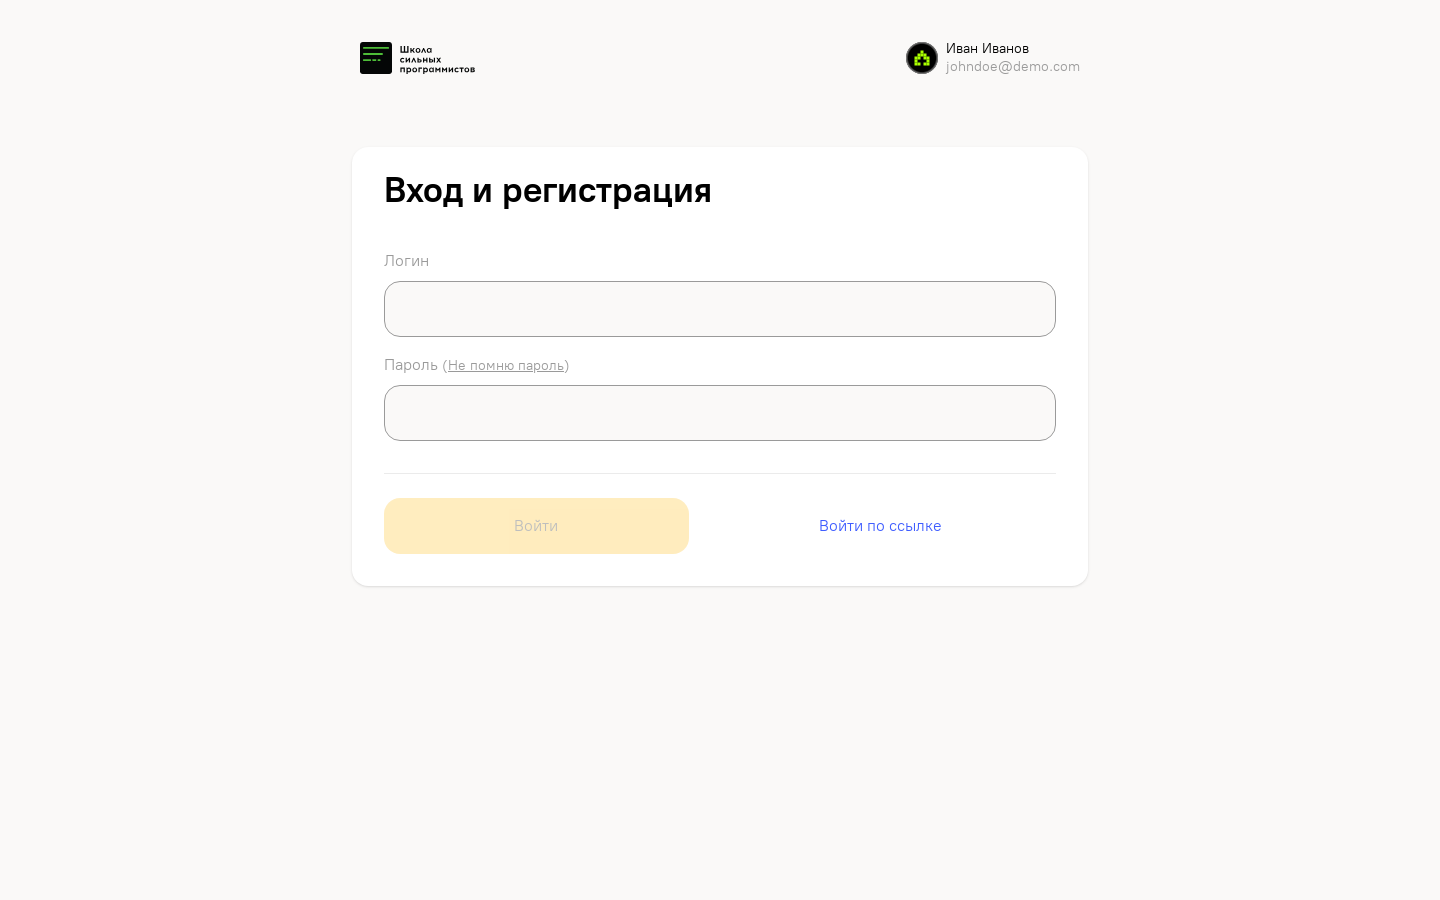 Школа
сильных
программистов
Иван Иванов
johndoe@demo.com
Вход и регистрация
Логин
Пароль (Не помню пароль)
Войти
Войти по ссылке